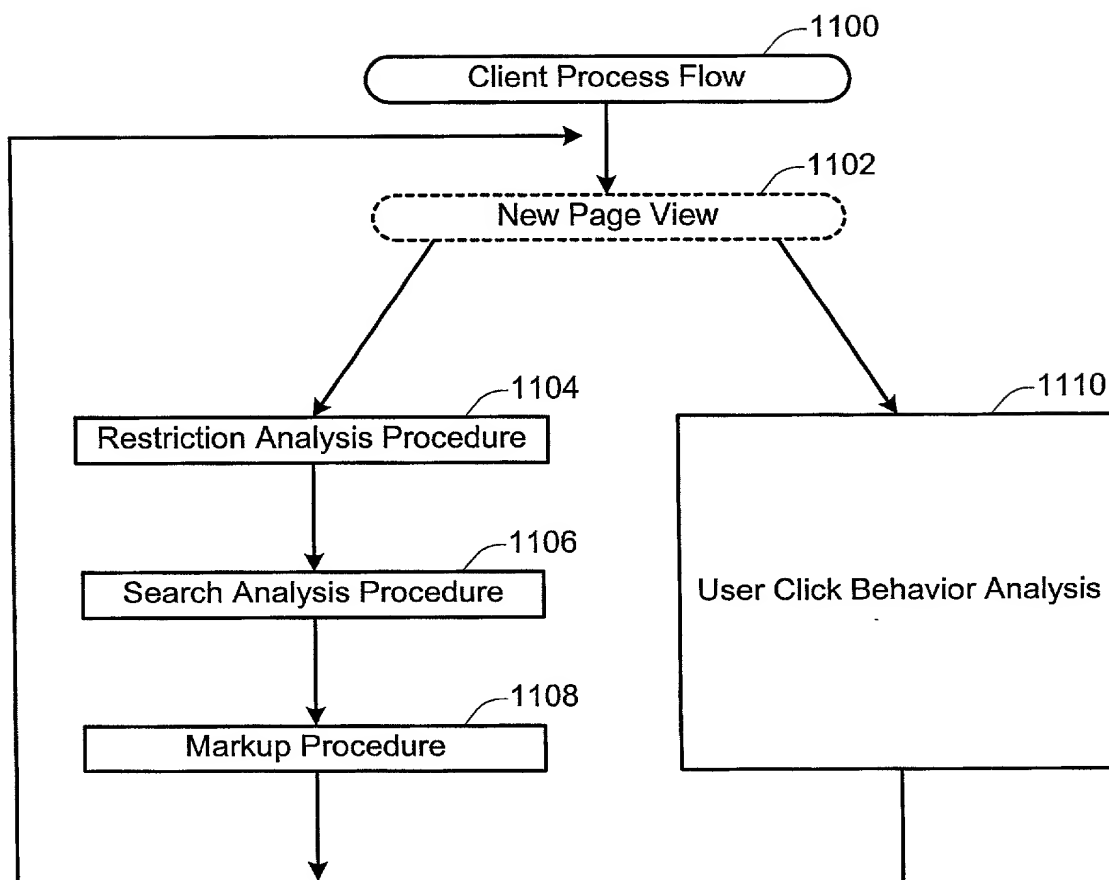 1100
Client Process Flow
1102
New Page View
1104
Restriction Analysis Procedure
1110
1106
Search Analysis Procedure
User Click Behavior Analysis
1108
Markup Procedure